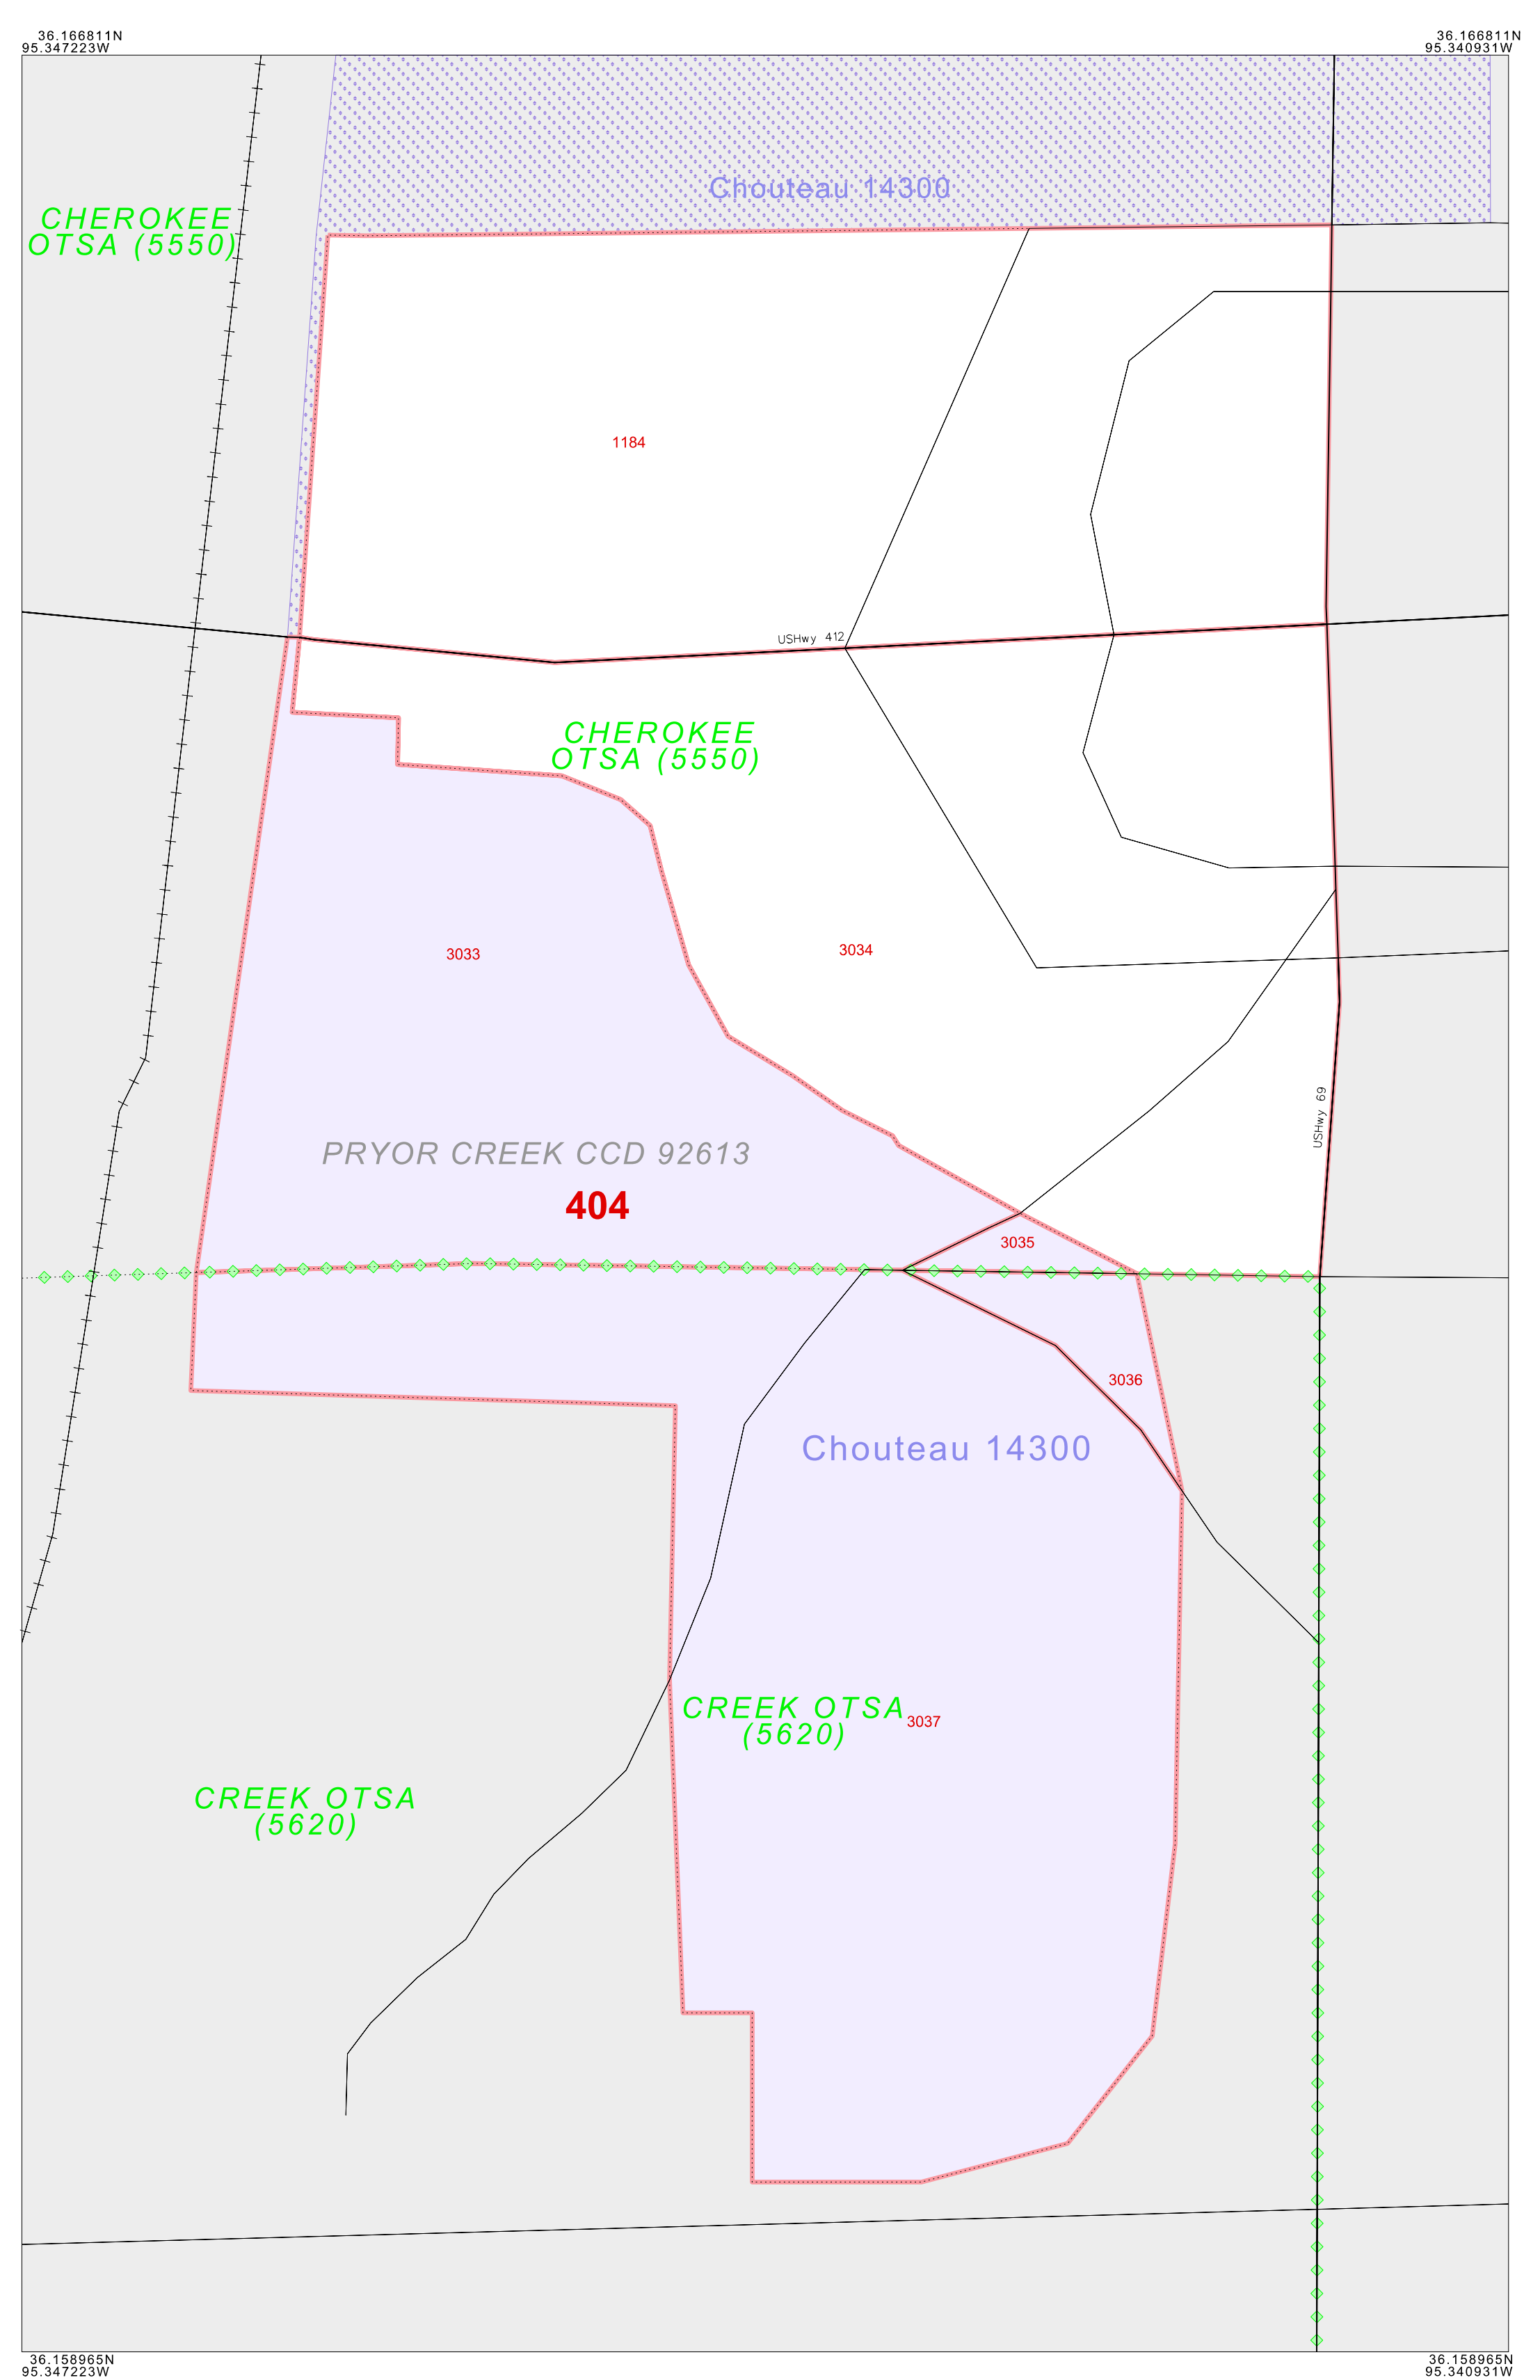 36.166811N
95.347223W
36.166811N
95.340931W
Chouteau 14300
CHEROKEE
OTSA (5550)
1184
USHwy 412
CHEROKEE
OTSA (5550)
3033
3034
USHwy 69
PRYOR CREEK CCD 92613
404
3035
3036
Chouteau 14300
CREEK OTSA
(5620)
3037
CREEK OTSA
(5620)
36.158965N
95.347223W
36.158965N
95.340931W